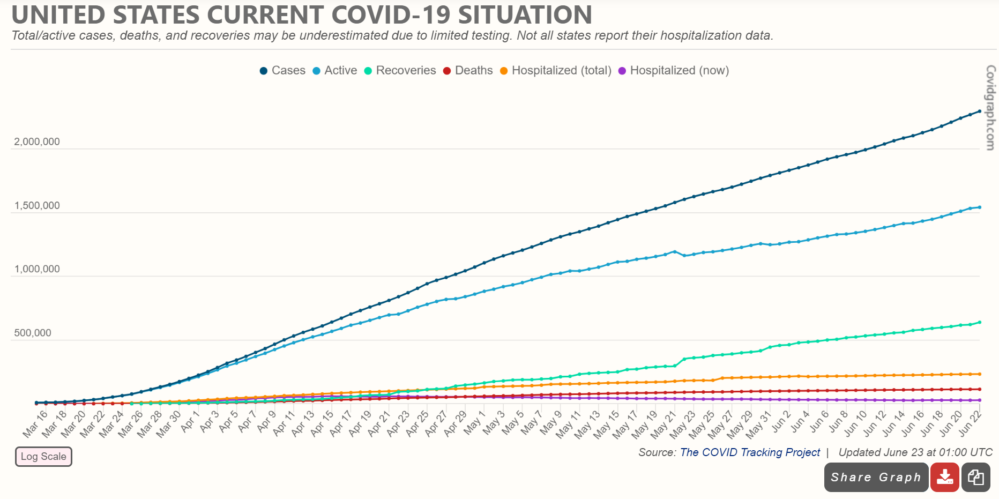 UNITED STATES CURRENT COVID-19 SITUATION
Total/active cases, deaths, and recoveries may be underestimated due to limited testing. Not all states report their hospitalization data.
Cases Active Recoveries Deaths Hospitalized (total) Hospitalized (now)
Covidgraph.com
2,000,000
1,500,000
1,000,000
500,000
Mar 16 Mar 18 Mar 20 Mar 22 Mar 24 Mar 26 Mar 28 Mar 30 Apr 1 Apr 3 Apr 5 Apr 7 Apr 9 Apr 11 Apr 13 Apr 15 Apr 17 Apr 19 Apr 21 Apr 23 Apr 25 Apr 27 Apr 29 May 1 May 3 May 5 May 7 May 9 May 11 May 13 May 15 May 17 May 19 May 21 May 23 May 25 May 27 May 29 May 31 Jun 2 Jun 4 Jun 6 Jun 8 Jun 10 Jun 12 Jun 14 Jun 16 Jun 18 Jun 20 Jun 22
Log Scale
Source: The COVID Tracking Project | Updated June 23 at 01:00 UTC
Share Graph